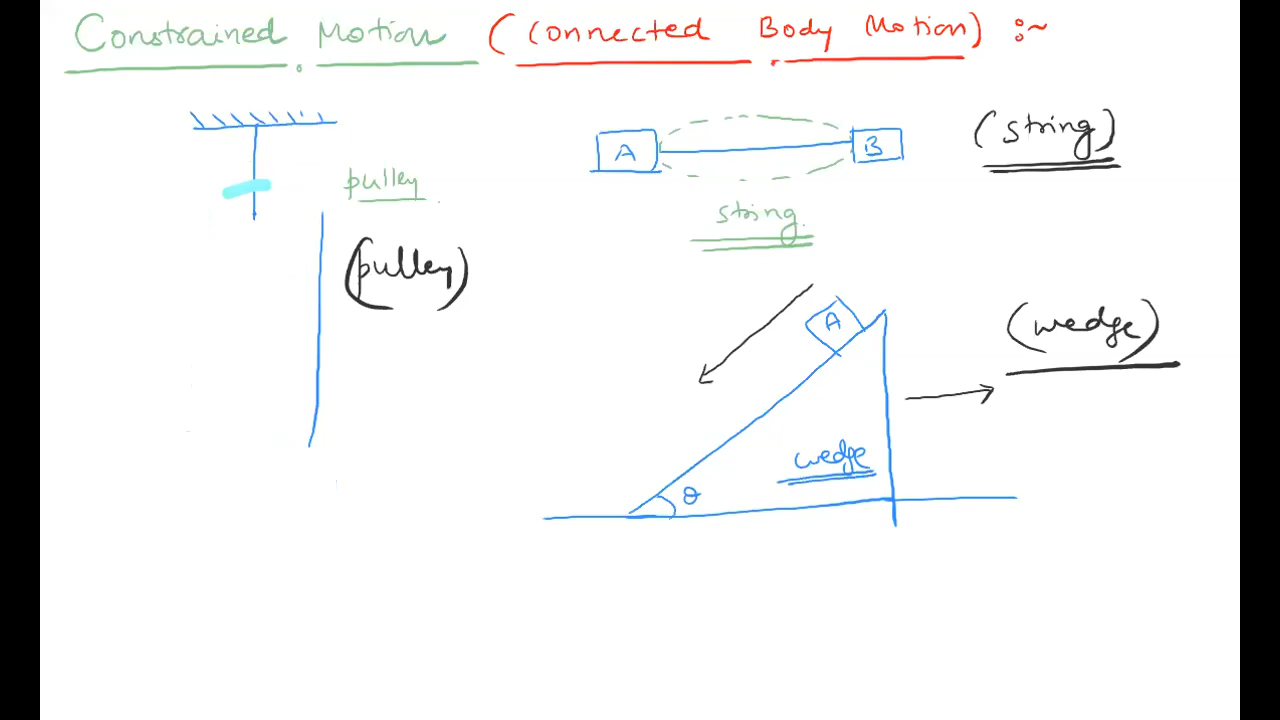 Constrained Motion (Connected Body Motion) :~
A B (string)
pulley
string
(pulley)
A (wedge)
wedge
θ